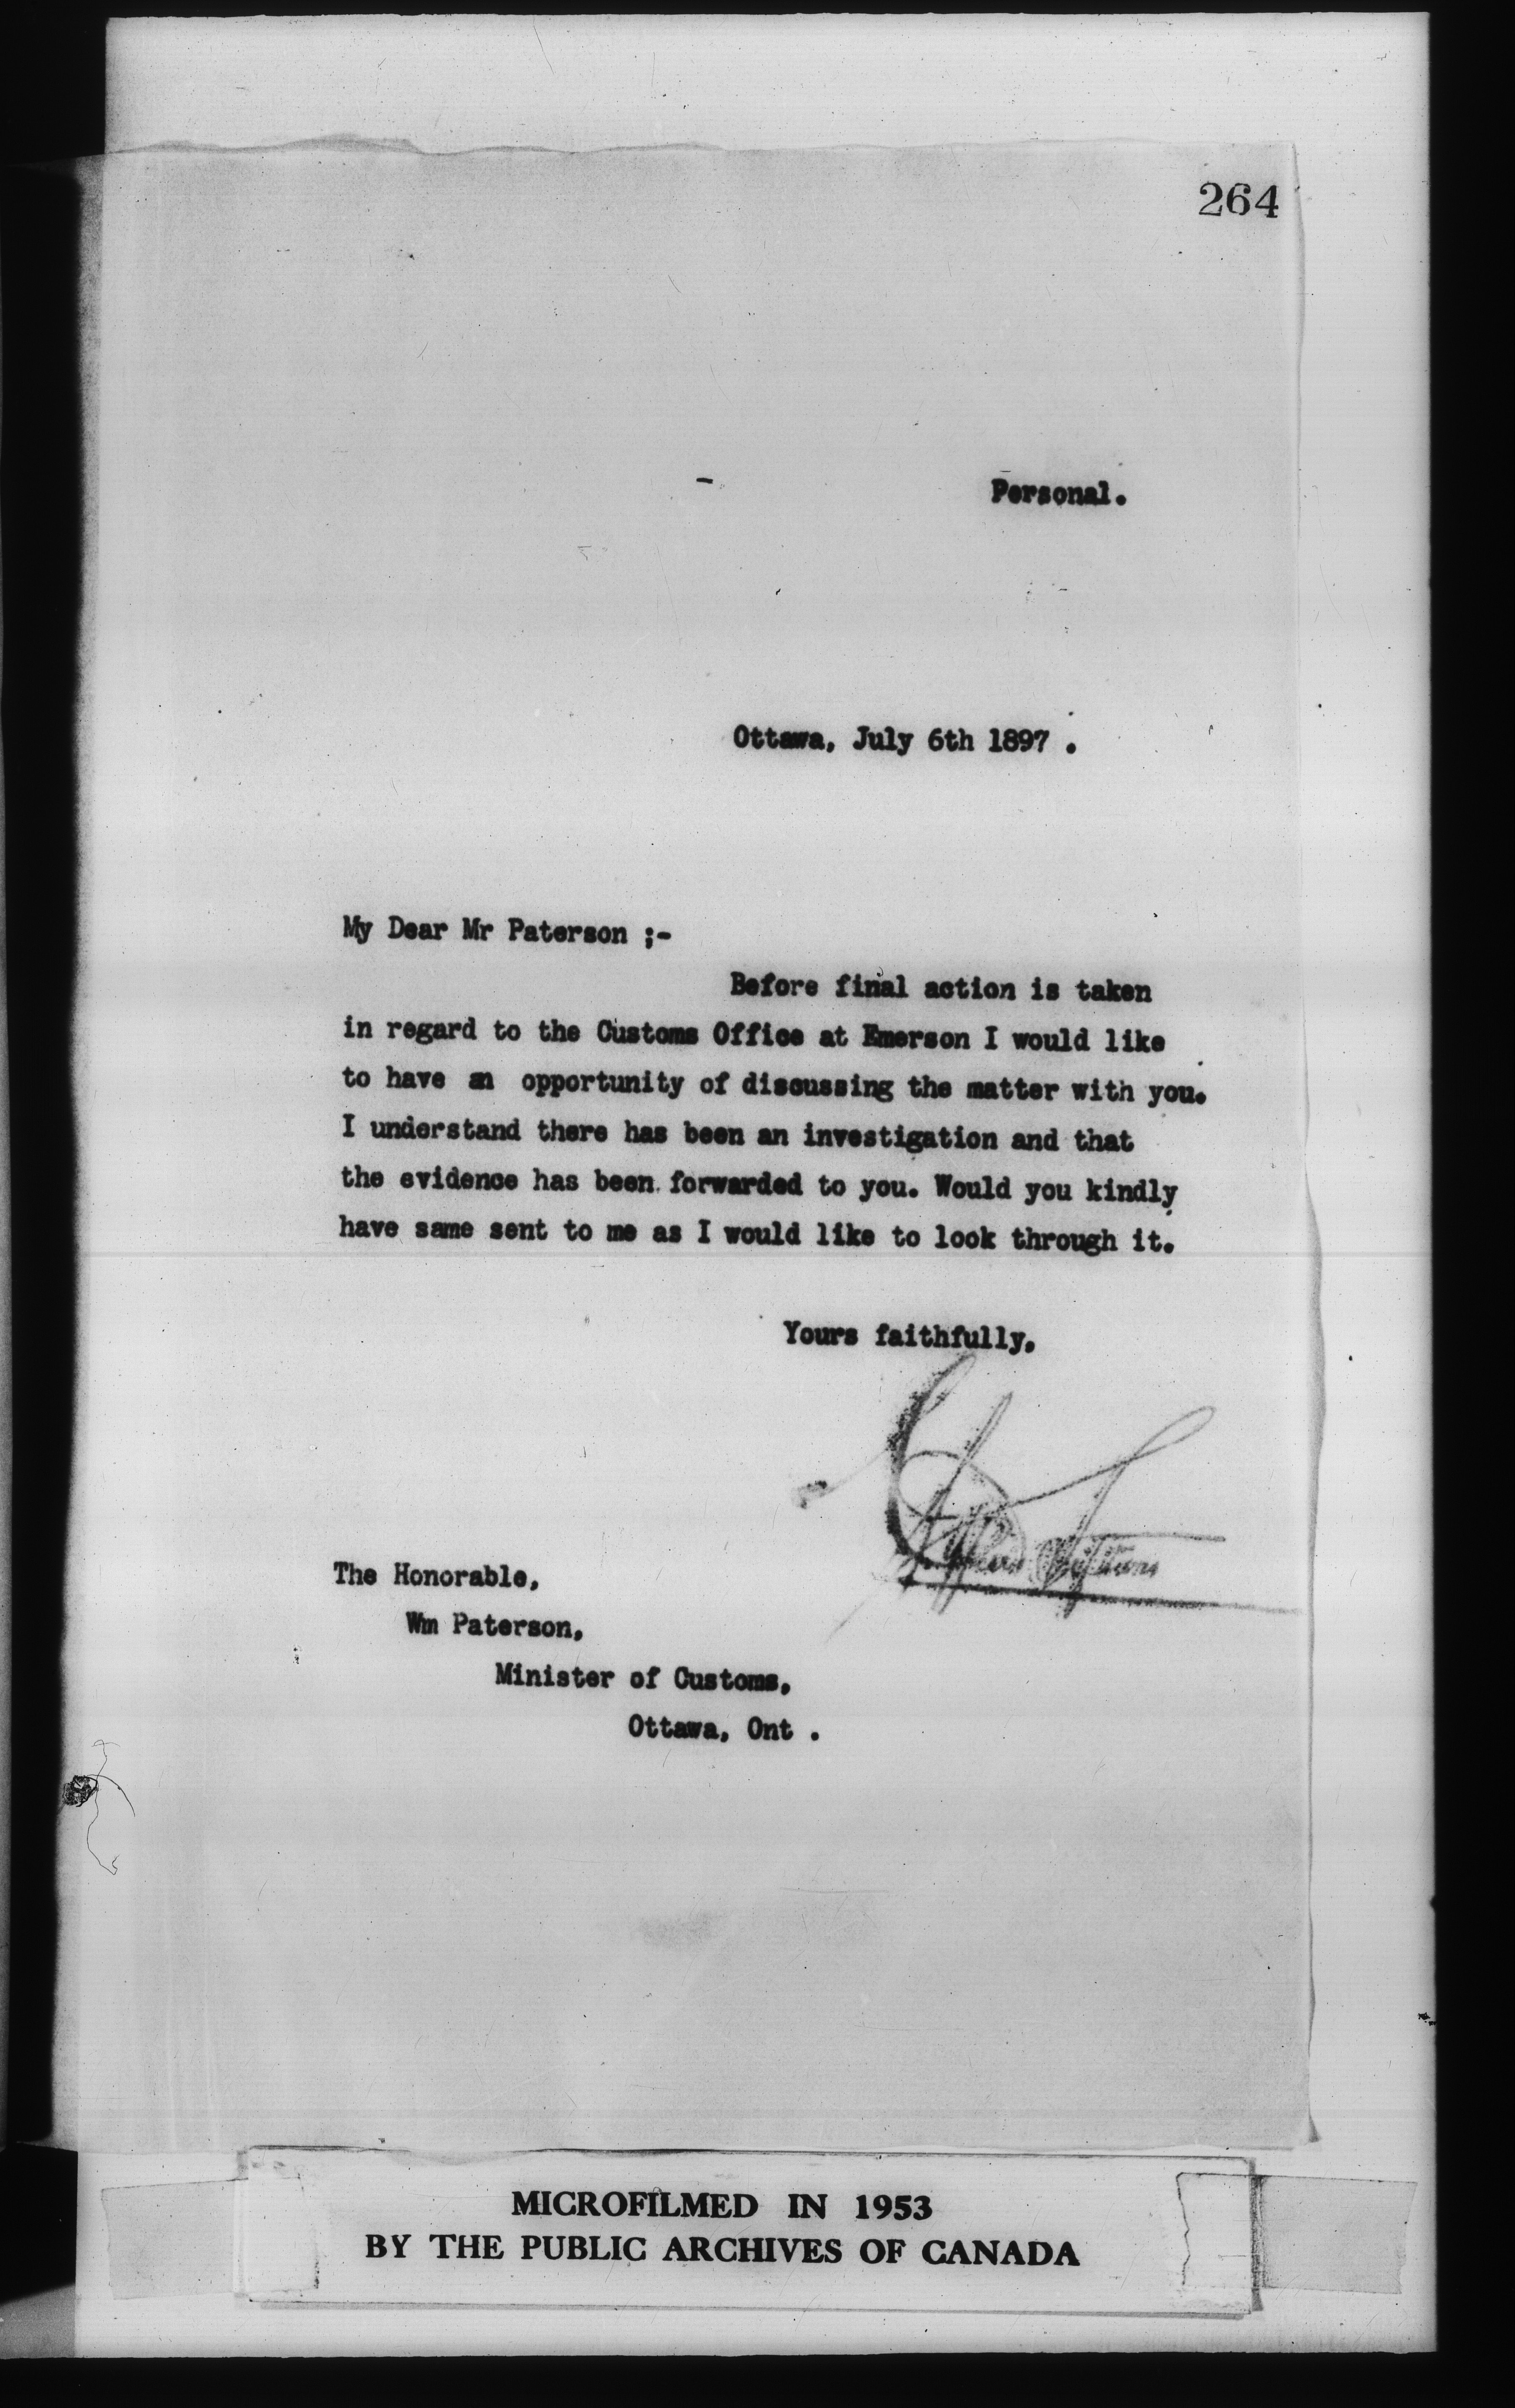 264
Personal.
Ottawa, July 6th 1897 .
My Dear Mr Paterson ;-
Before final action is taken
in regard to the Customs Office at Emerson I would like
to have an opportunity of discussing the matter with you.
I understand there has been an investigation and that
the evidence has been forwarded to you. Would you kindly
have same sent to me as I would like to look through it.
Yours faithfully,
Clifford Sifton
The Honorable,
Wm Paterson,
Minister of Customs,
Ottawa, Ont .
MICROFILMED IN 1953
BY THE PUBLIC ARCHIVES OF CANADA